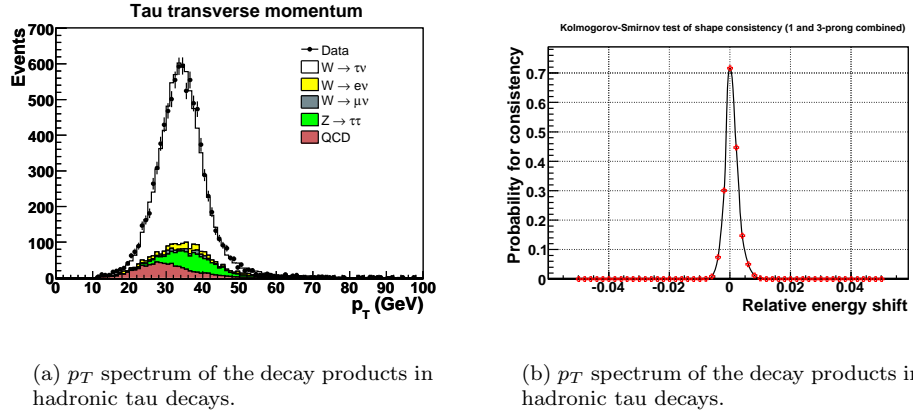 Tau transverse momentum
Events
700
600
500
400
300
200
100
0
0 10 20 30 40 50 60 70 80 90 100
p_T (GeV)
Data
W → τν
W → eν
W → μν
Z → ττ
QCD
Kolmogorov-Smirnov test of shape consistency (1 and 3-prong combined)
Probability for consistency
0.7
0.6
0.5
0.4
0.3
0.2
0.1
0
-0.04 -0.02 0 0.02 0.04
Relative energy shift
(a) p_T spectrum of the decay products in
hadronic tau decays.
(b) p_T spectrum of the decay products i
hadronic tau decays.